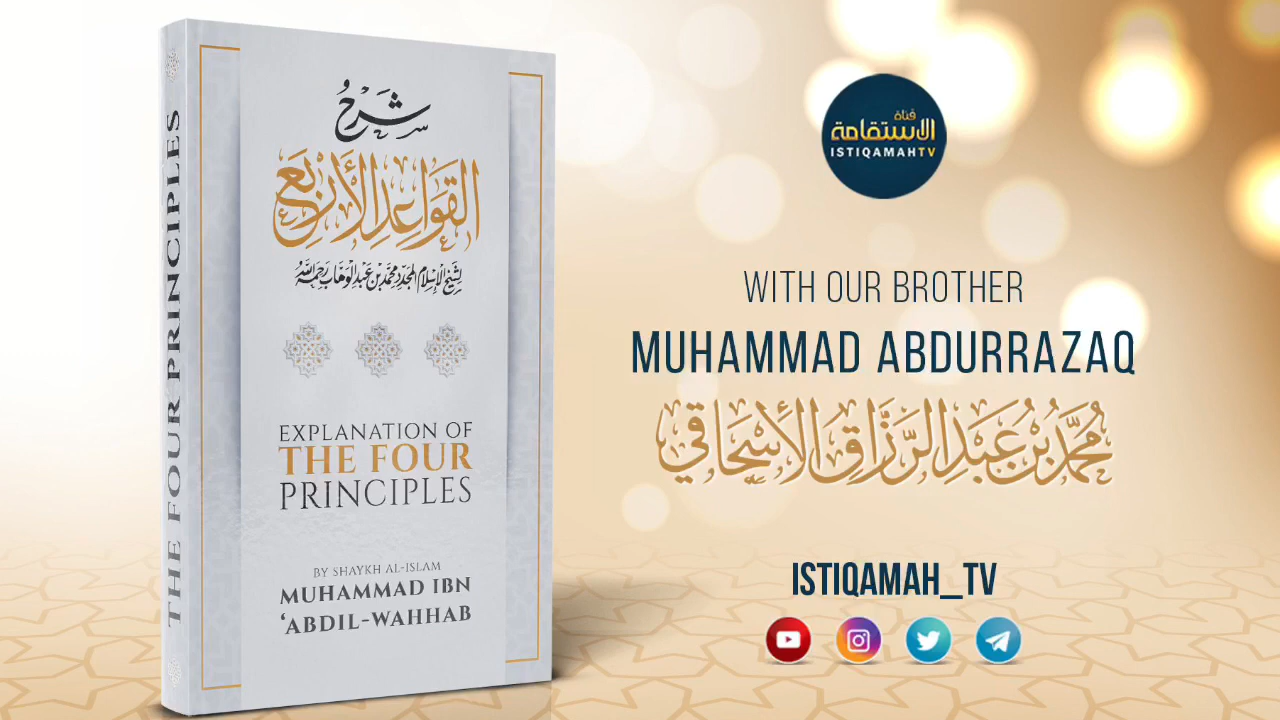 THE FOUR PRINCIPLES
شرح
القواعد الأربع
لشيخ الإسلام المجدد محمد بن عبد الوهاب رحمه الله
EXPLANATION OF
THE FOUR
PRINCIPLES
BY SHAYKH AL-ISLAM
MUHAMMAD IBN
‘ABDIL-WAHHAB
قناة
الاستقامة
ISTIQAMAHTV
WITH OUR BROTHER
MUHAMMAD ABDURRAZAQ
محمد بن عبد الرزاق الإسحاقي
ISTIQAMAH_TV